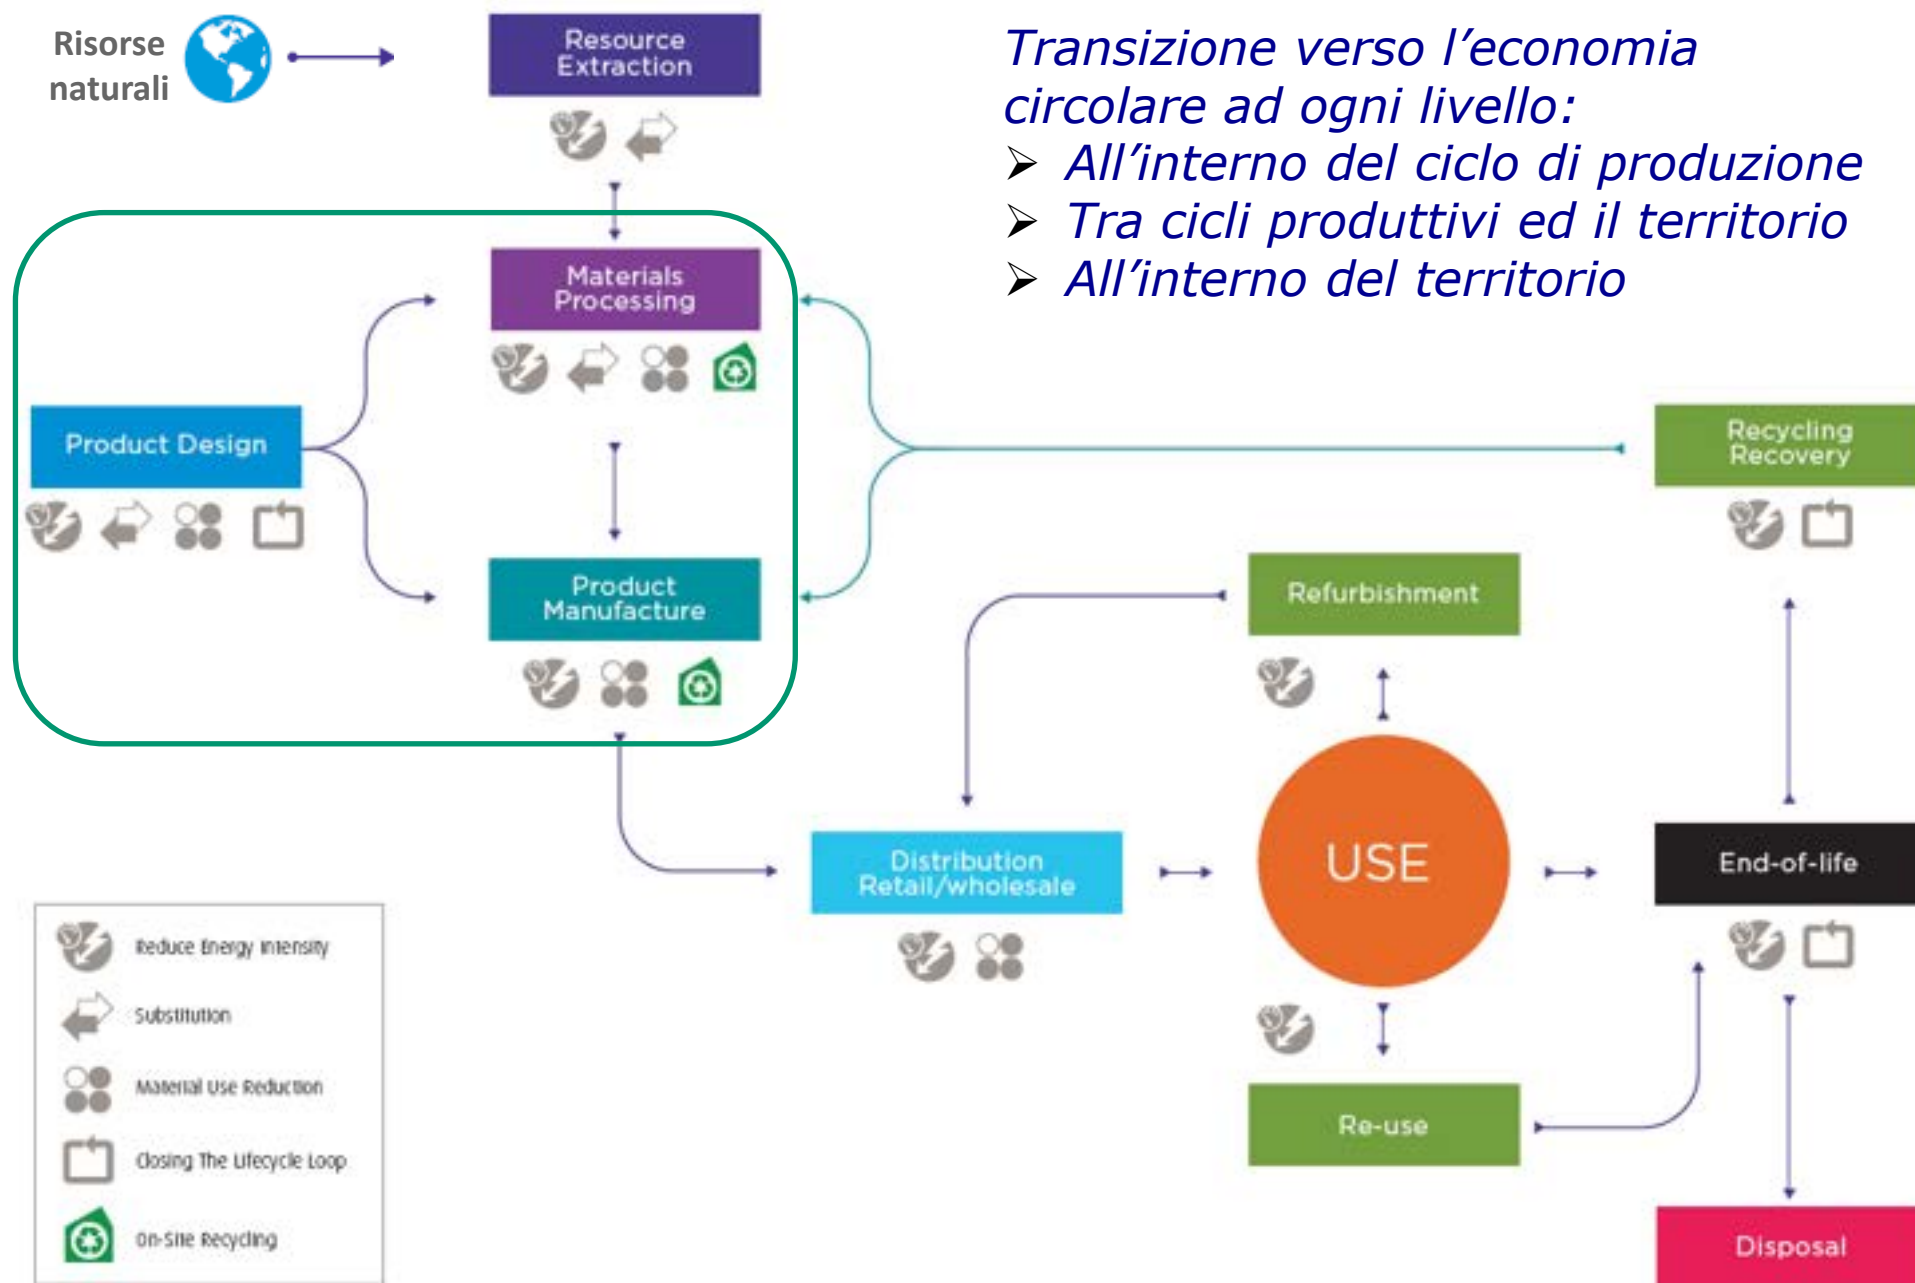 Risorse
naturali
Resource
Extraction
Transizione verso l’economia
circolare ad ogni livello:
➢ All’interno del ciclo di produzione
➢ Tra cicli produttivi ed il territorio
➢ All’interno del territorio
Materials
Processing
Product Design
Recycling
Recovery
Product
Manufacture
Refurbishment
Distribution
Retail/wholesale
USE
End-of-life
Re-use
Disposal
Reduce Energy Intensity
Substitution
Material Use Reduction
Closing The Lifecycle Loop
On-Site Recycling